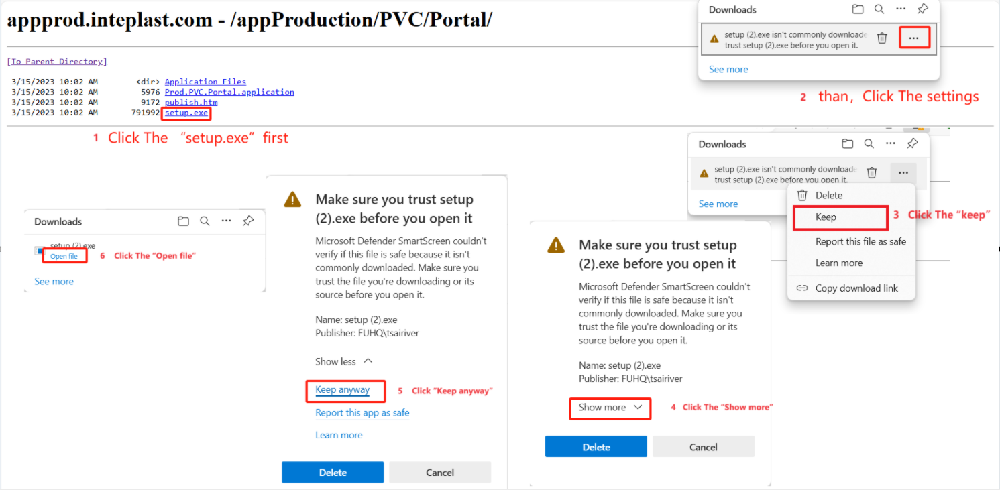 appprod.inteplast.com - /appProduction/PVC/Portal/
[To Parent Directory]
3/15/2023 10:02 AM <dir> Application Files
3/15/2023 10:02 AM 5976 Prod.PVC.Portal.application
3/15/2023 10:02 AM 9172 publish.htm
3/15/2023 10:02 AM 791992 setup.exe
1 Click The “setup.exe” first
Downloads
setup (2).exe isn't commonly downloade
trust setup (2).exe before you open it.
See more
2 than, Click The settings
Downloads
setup (2).exe isn't commonly downloade
trust setup (2).exe before you open it.
See more
Delete
Keep
3 Click The “keep”
Report this file as safe
Learn more
Copy download link
Make sure you trust setup
(2).exe before you open it
Microsoft Defender SmartScreen couldn't
verify if this file is safe because it isn't
commonly downloaded. Make sure you
trust the file you're downloading or its
source before you open it.
Name: setup (2).exe
Publisher: FUHQ\tsairiver
Show more
4 Click The “Show more”
Delete
Cancel
Make sure you trust setup
(2).exe before you open it
Microsoft Defender SmartScreen couldn't
verify if this file is safe because it isn't
commonly downloaded. Make sure you
trust the file you're downloading or its
source before you open it.
Name: setup (2).exe
Publisher: FUHQ\tsairiver
Show less
Keep anyway
5 Click “Keep anyway”
Report this app as safe
Learn more
Delete
Cancel
Downloads
setup (2).exe
Open file
6 Click The “Open file”
See more